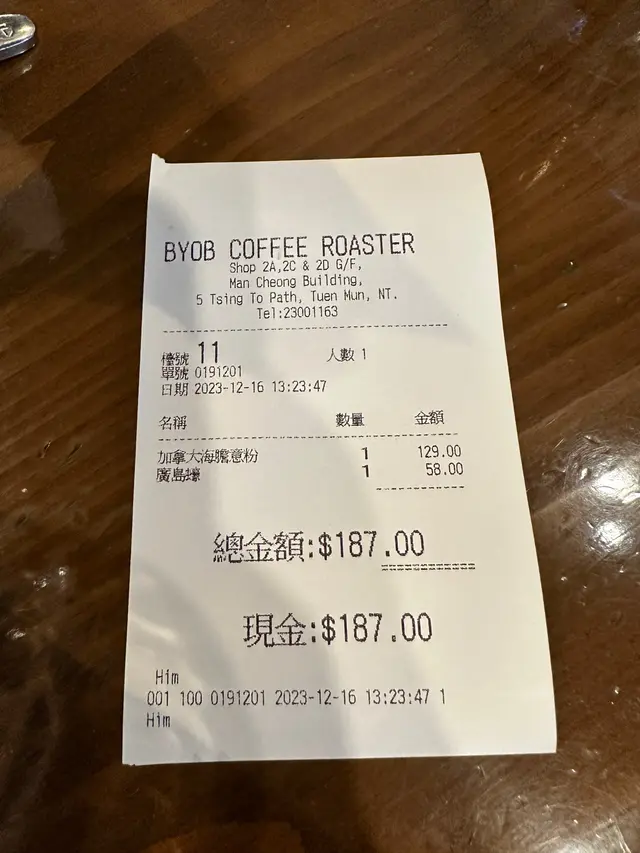 BYOB COFFEE ROASTER
Shop 2A,2C & 2D G/F,
Man Cheong Building,
5 Tsing To Path, Tuen Mun, NT.
Tel:23001163
檯號 11 人數 1
單號 0191201
日期 2023-12-16 13:23:47
名稱 數量 金額
加拿大海膽意粉 1 129.00
廣島蠔 1 58.00
總金額:$187.00
現金:$187.00
Him
001 100 0191201 2023-12-16 13:23:47 1
Him